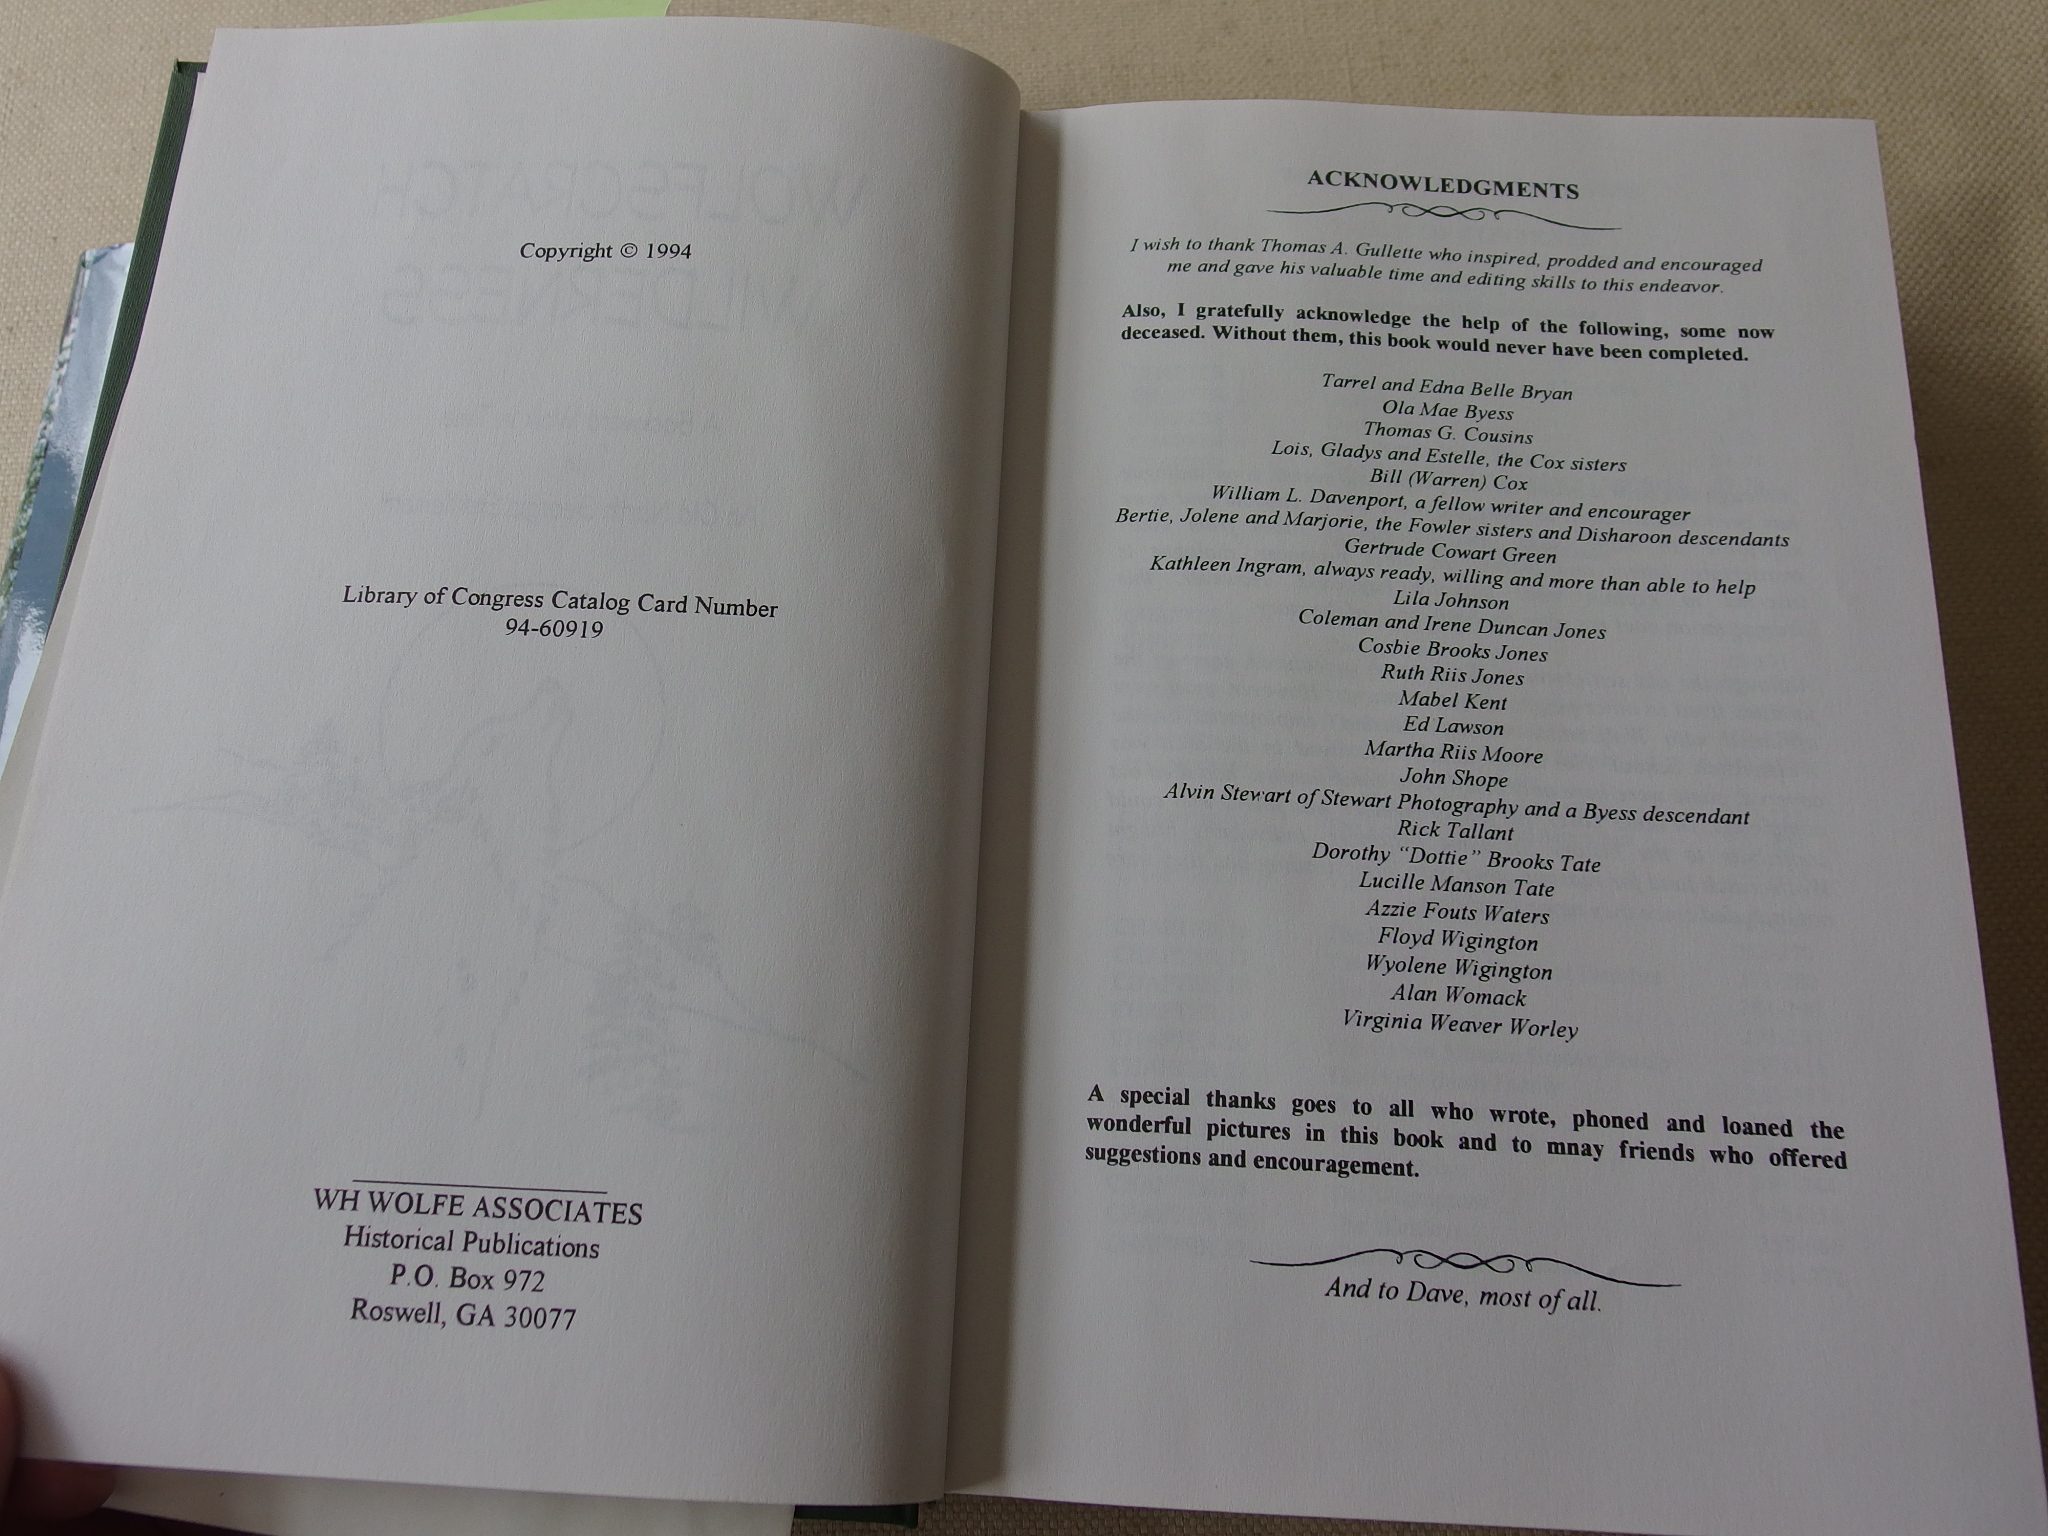 Copyright © 1994
Library of Congress Catalog Card Number
94-60919
WH WOLFE ASSOCIATES
Historical Publications
P.O. Box 972
Roswell, GA 30077
ACKNOWLEDGMENTS
I wish to thank Thomas A. Gullette who inspired, prodded and encouraged
me and gave his valuable time and editing skills to this endeavor.
Also, I gratefully acknowledge the help of the following, some now
deceased. Without them, this book would never have been completed.
Tarrel and Edna Belle Bryan
Ola Mae Byess
Thomas G. Cousins
Lois, Gladys and Estelle, the Cox sisters
Bill (Warren) Cox
William L. Davenport, a fellow writer and encourager
Bertie, Jolene and Marjorie, the Fowler sisters and Disharoon descendants
Gertrude Cowart Green
Kathleen Ingram, always ready, willing and more than able to help
Lila Johnson
Coleman and Irene Duncan Jones
Cosbie Brooks Jones
Ruth Riis Jones
Mabel Kent
Ed Lawson
Martha Riis Moore
John Shope
Alvin Stewart of Stewart Photography and a Byess descendant
Rick Tallant
Dorothy “Dottie” Brooks Tate
Lucille Manson Tate
Azzie Fouts Waters
Floyd Wigington
Wyolene Wigington
Alan Womack
Virginia Weaver Worley
A special thanks goes to all who wrote, phoned and loaned the
wonderful pictures in this book and to mnay friends who offered
suggestions and encouragement.
And to Dave, most of all.